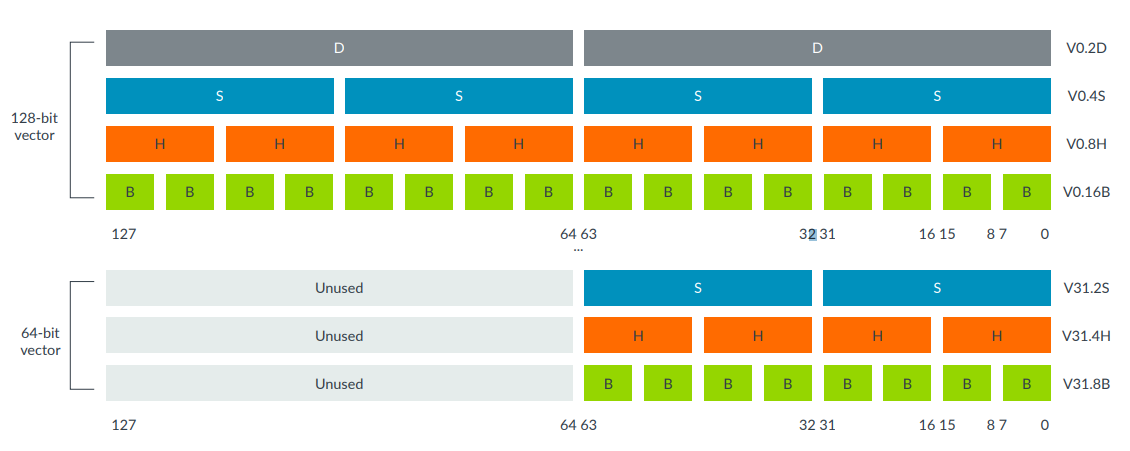 D D V0.2D
128-bit
vector
S S S S V0.4S
H H H H H H H H V0.8H
B B B B B B B B B B B B B B B B V0.16B
127 64 63 32 31 16 15 8 7 0
...
64-bit
vector
Unused S S V31.2S
Unused H H H H V31.4H
Unused B B B B B B B B V31.8B
127 64 63 32 31 16 15 8 7 0